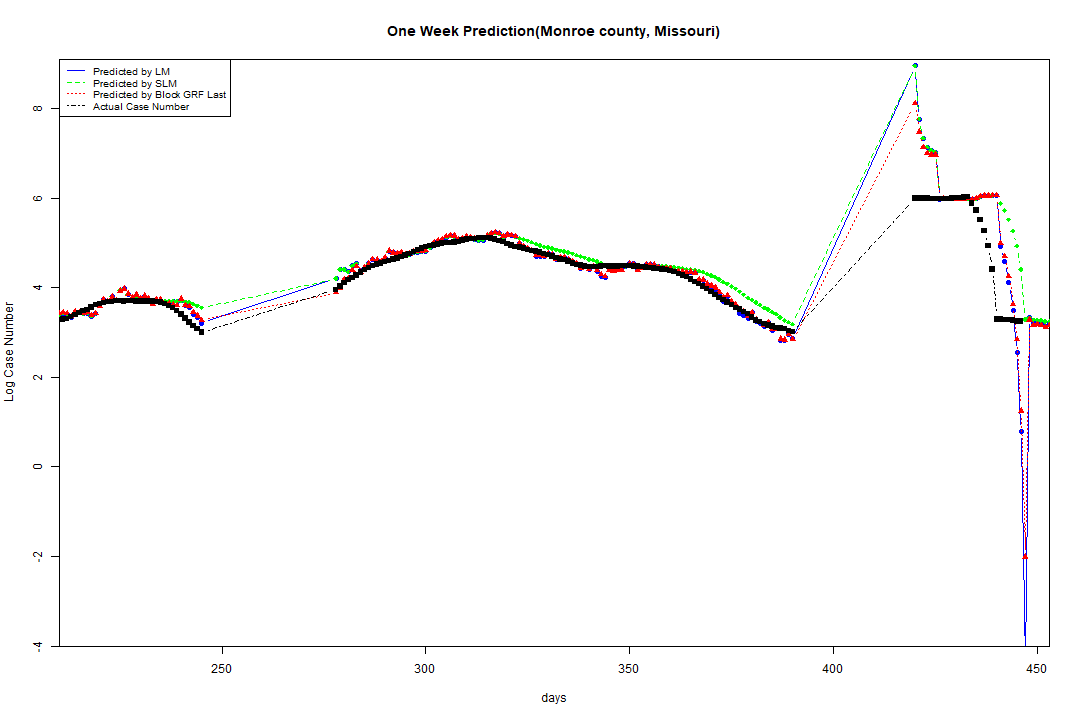 One Week Prediction(Monroe county, Missouri)
Predicted by LM
Predicted by SLM
Predicted by Block GRF Last
Actual Case Number
Log Case Number
8
6
4
2
0
-2
-4
250
300
350
400
450
days